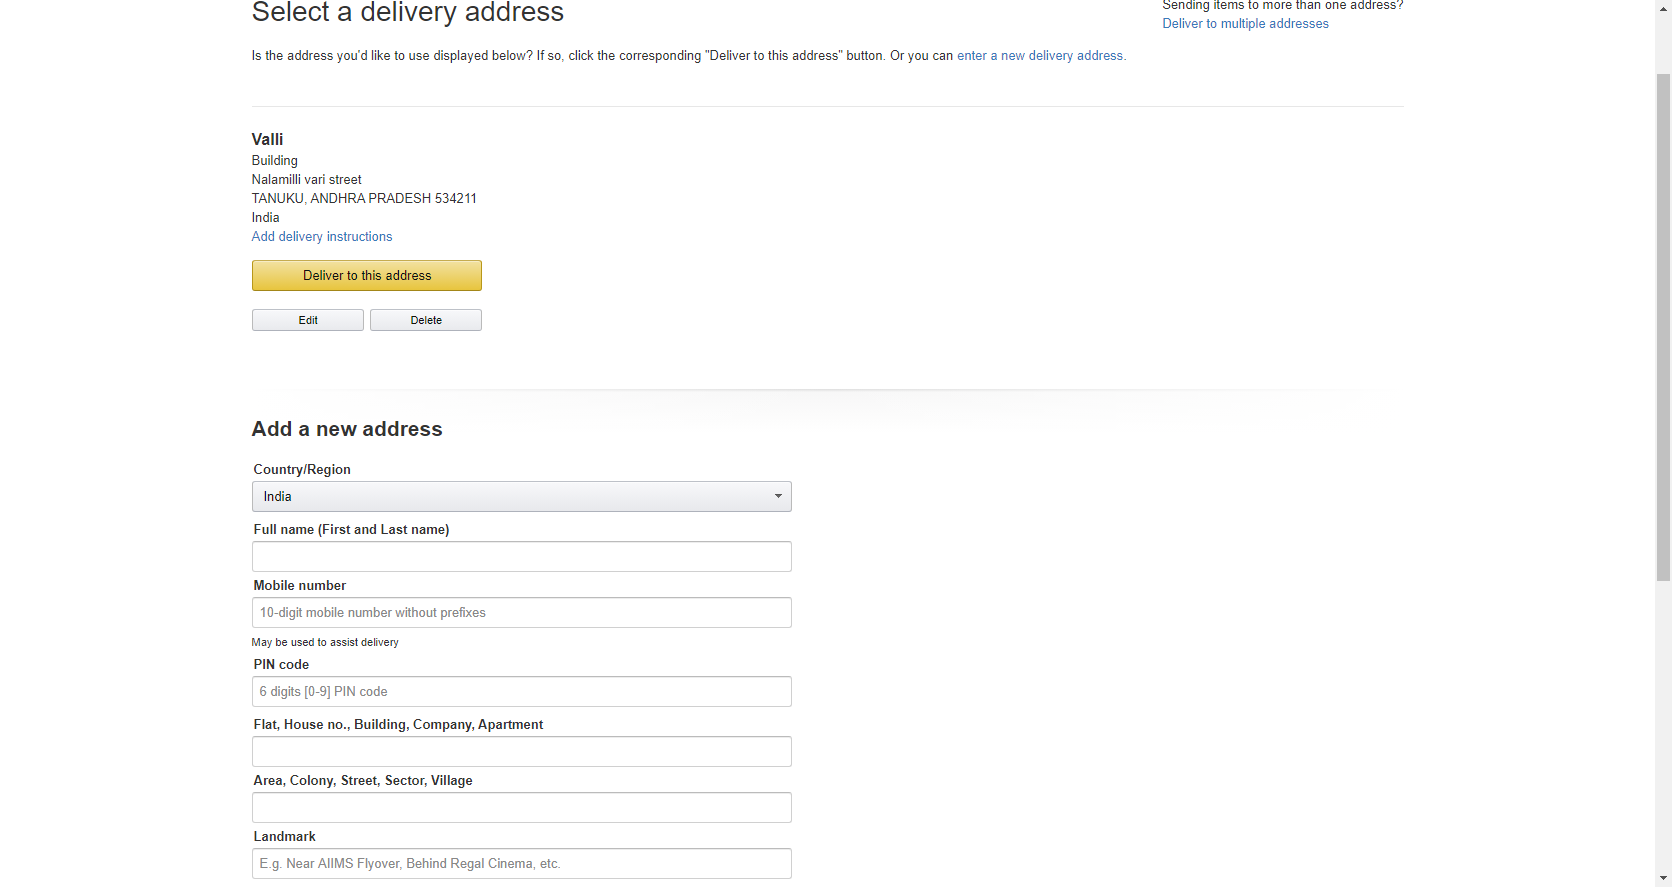 Select a delivery address
Sending items to more than one address?
Deliver to multiple addresses
Is the address you'd like to use displayed below? If so, click the corresponding "Deliver to this address" button. Or you can enter a new delivery address.
Valli
Building
Nalamilli vari street
TANUKU, ANDHRA PRADESH 534211
India
Add delivery instructions
Deliver to this address
Edit Delete
Add a new address
Country/Region
India
Full name (First and Last name)
Mobile number
10-digit mobile number without prefixes
May be used to assist delivery
PIN code
6 digits [0-9] PIN code
Flat, House no., Building, Company, Apartment
Area, Colony, Street, Sector, Village
Landmark
E.g. Near AIIMS Flyover, Behind Regal Cinema, etc.